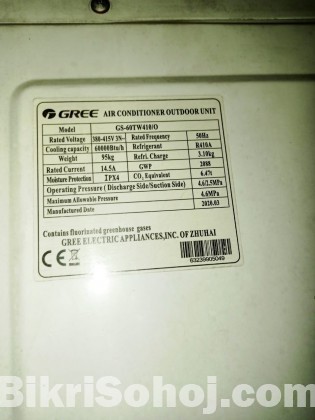 GREE AIR CONDITIONER OUTDOOR UNIT
Model GS-60TW410/O
Rated Voltage 380-415V 3N~ Rated Frequency 50Hz
Cooling capacity 60000Btu/h Refrigerant R410A
Weight 95kg Refri. Charge 3.10kg
Rated Current 14.5A GWP 2088
Moisture Protection IPX4 CO₂ Equivalent 6.47t
Operating Pressure ( Discharge Side/Suction Side) 4.6/2.5MPa
Maximum Allowable Pressure 4.6MPa
Manufactured Date 2020.03
Contains fluorinated greenhouse gases
GREE ELECTRIC APPLIANCES,INC. OF ZHUHAI
CE
63239905049
BikriSohoj.com